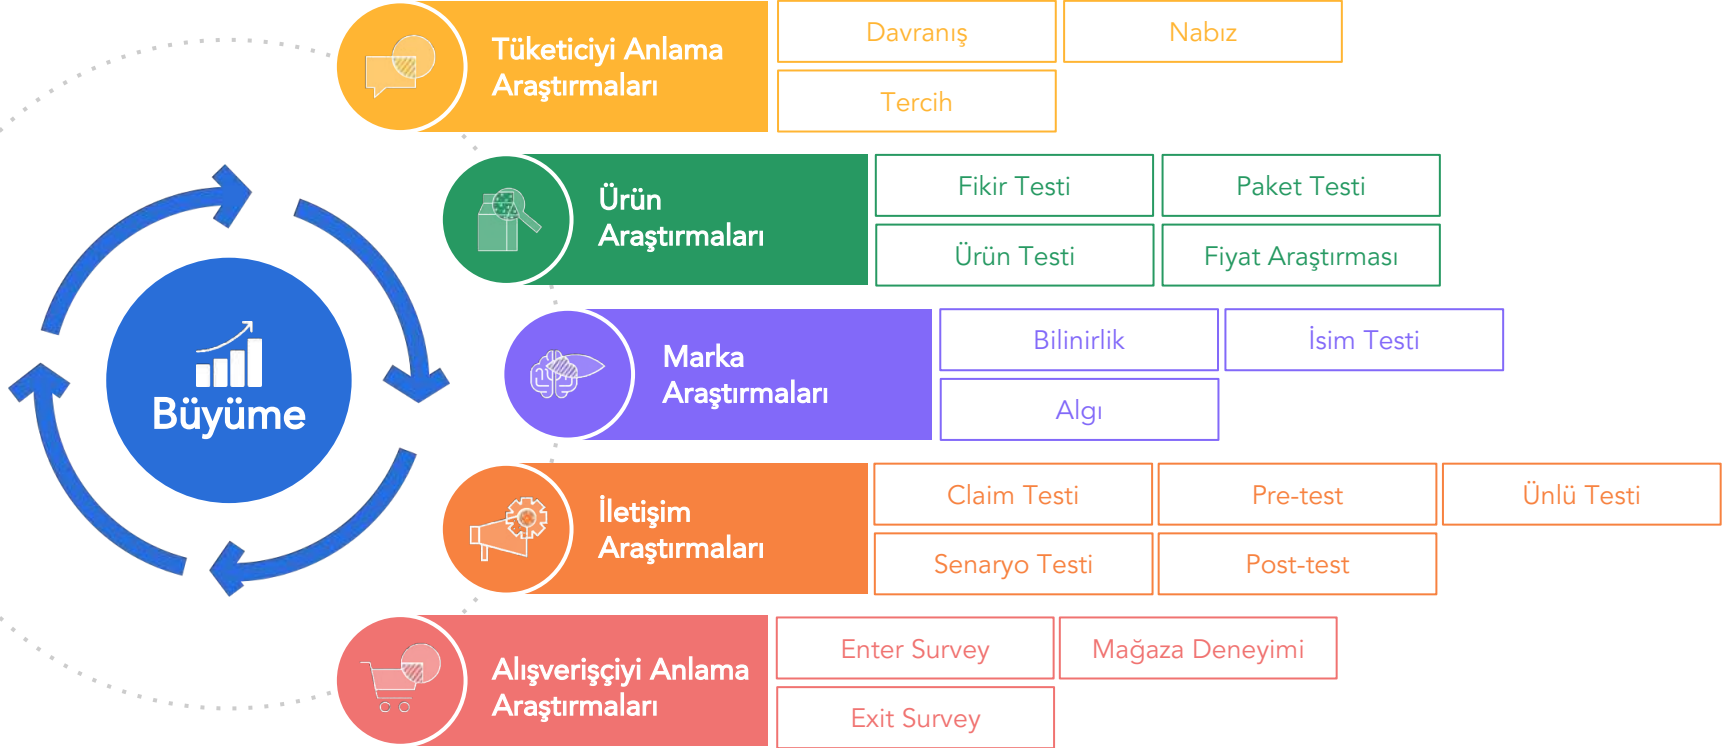 Büyüme
Tüketiciyi Anlama
Araştırmaları
Davranış
Nabız
Tercih
Ürün
Araştırmaları
Fikir Testi
Paket Testi
Ürün Testi
Fiyat Araştırması
Marka
Araştırmaları
Bilinirlik
İsim Testi
Algı
İletişim
Araştırmaları
Claim Testi
Pre-test
Ünlü Testi
Senaryo Testi
Post-test
Alışverişçiyi Anlama
Araştırmaları
Enter Survey
Mağaza Deneyimi
Exit Survey